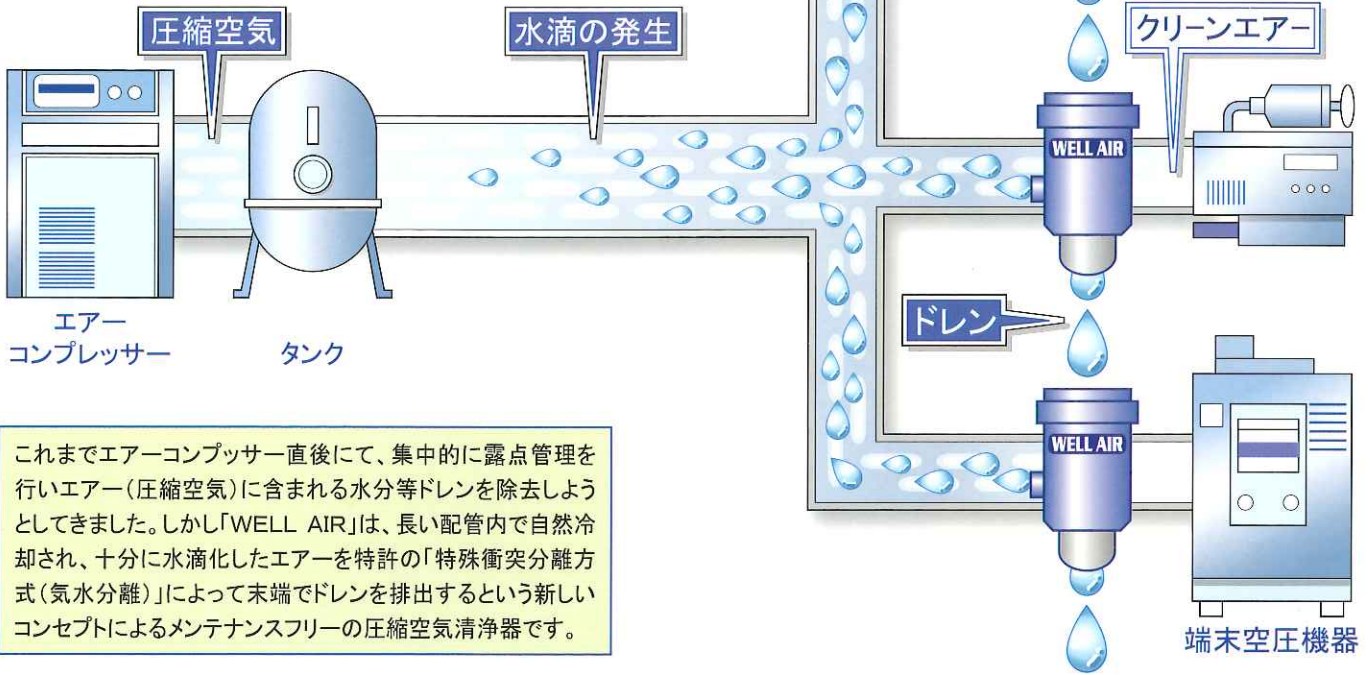 圧縮空気
水滴の発生
クリーンエアー
WELL AIR
エアー
コンプレッサー
タンク
ドレン
WELL AIR
端末空圧機器
これまでエアーコンプッサー直後にて、集中的に露点管理を
行いエアー（圧縮空気）に含まれる水分等ドレンを除去しよう
としてきました。しかし「WELL AIR」は、長い配管内で自然冷
却され、十分に水滴化したエアーを特許の「特殊衝突分離方
式（気水分離）」によって末端でドレンを排出するという新しい
コンセプトによるメンテナンスフリーの圧縮空気清浄器です。